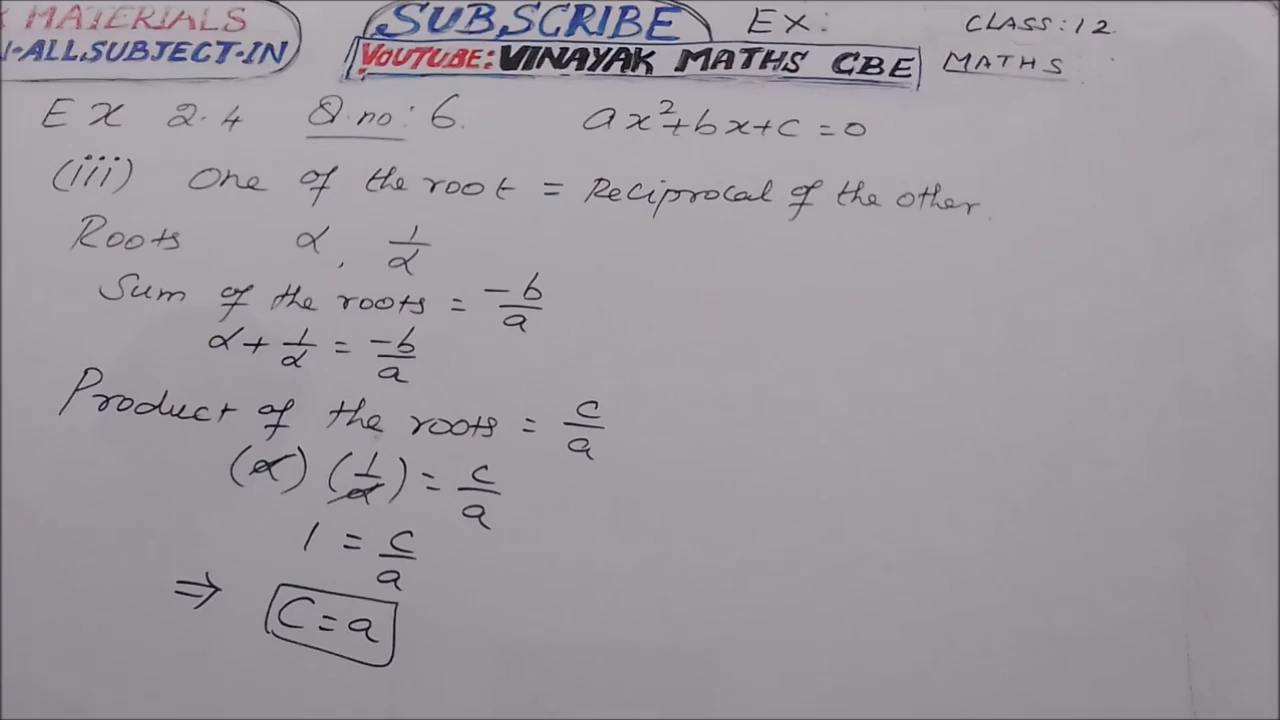 MATERIALS
ALL.SUBJECT.IN
SUBSCRIBE
YOUTUBE: VINAYAK MATHS CBE
EX:
CLASS: 12
MATHS
EX 2.4 Q.no: 6. ax²+bx+c=0
(iii) One of the root = Reciprocal of the other.
Roots α, 1/α
Sum of the roots = -b/a
α + 1/α = -b/a
Product of the roots = c/a
(α) (1/α) = c/a
1 = c/a
⇒ C=a